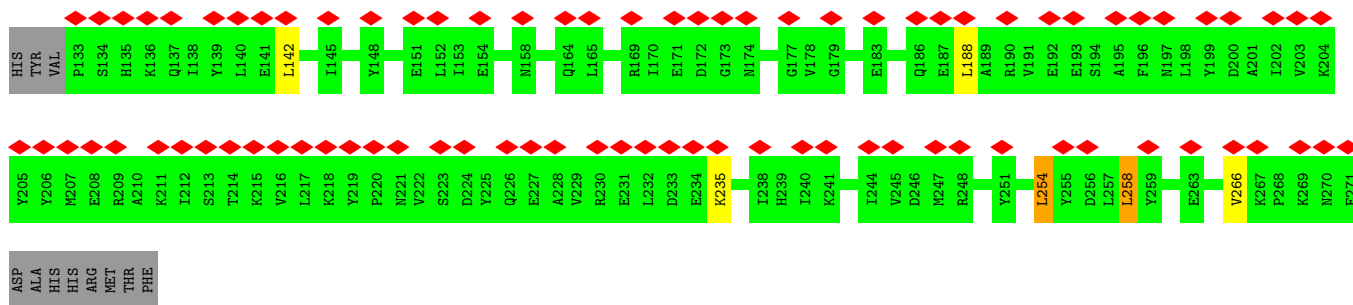 HIS TYR VAL P133 S134 H135 K136 Q137 I138 Y139 L140 E141 L142 I145 Y148 E151 L152 I153 E154 N158 Q164 L165 R169 I170 E171 D172 G173 N174 G177 V178 G179 E183 Q186 E187 L188 A189 R190 V191 E192 E193 S194 A195 F196 N197 L198 Y199 D200 A201 I202 V203 K204
Y205 Y206 M207 E208 R209 A210 K211 I212 S213 T214 K215 V216 L217 K218 Y219 P220 N221 V222 S223 D224 Y225 Q226 E227 A228 V229 R230 E231 L232 D233 E234 K235 I238 H239 I240 K241 I244 V245 D246 M247 R248 Y251 L254 Y255 D256 L257 L258 Y259 E263 V266 K267 P268 K269 N270 E271
ASP ALA HIS HIS ARG MET THR PHE